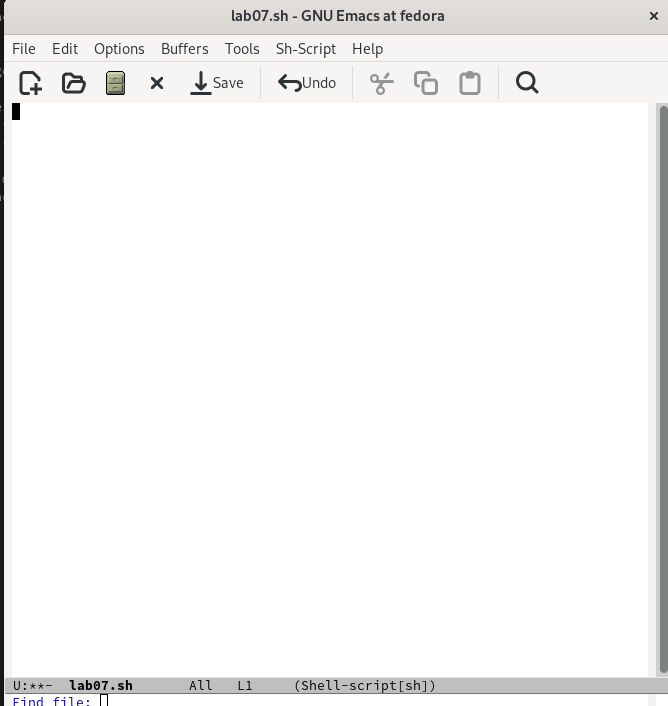 lab07.sh - GNU Emacs at fedora
File Edit Options Buffers Tools Sh-Script Help
Save Undo
U:**- lab07.sh All L1 (Shell-script[sh])
Find file: